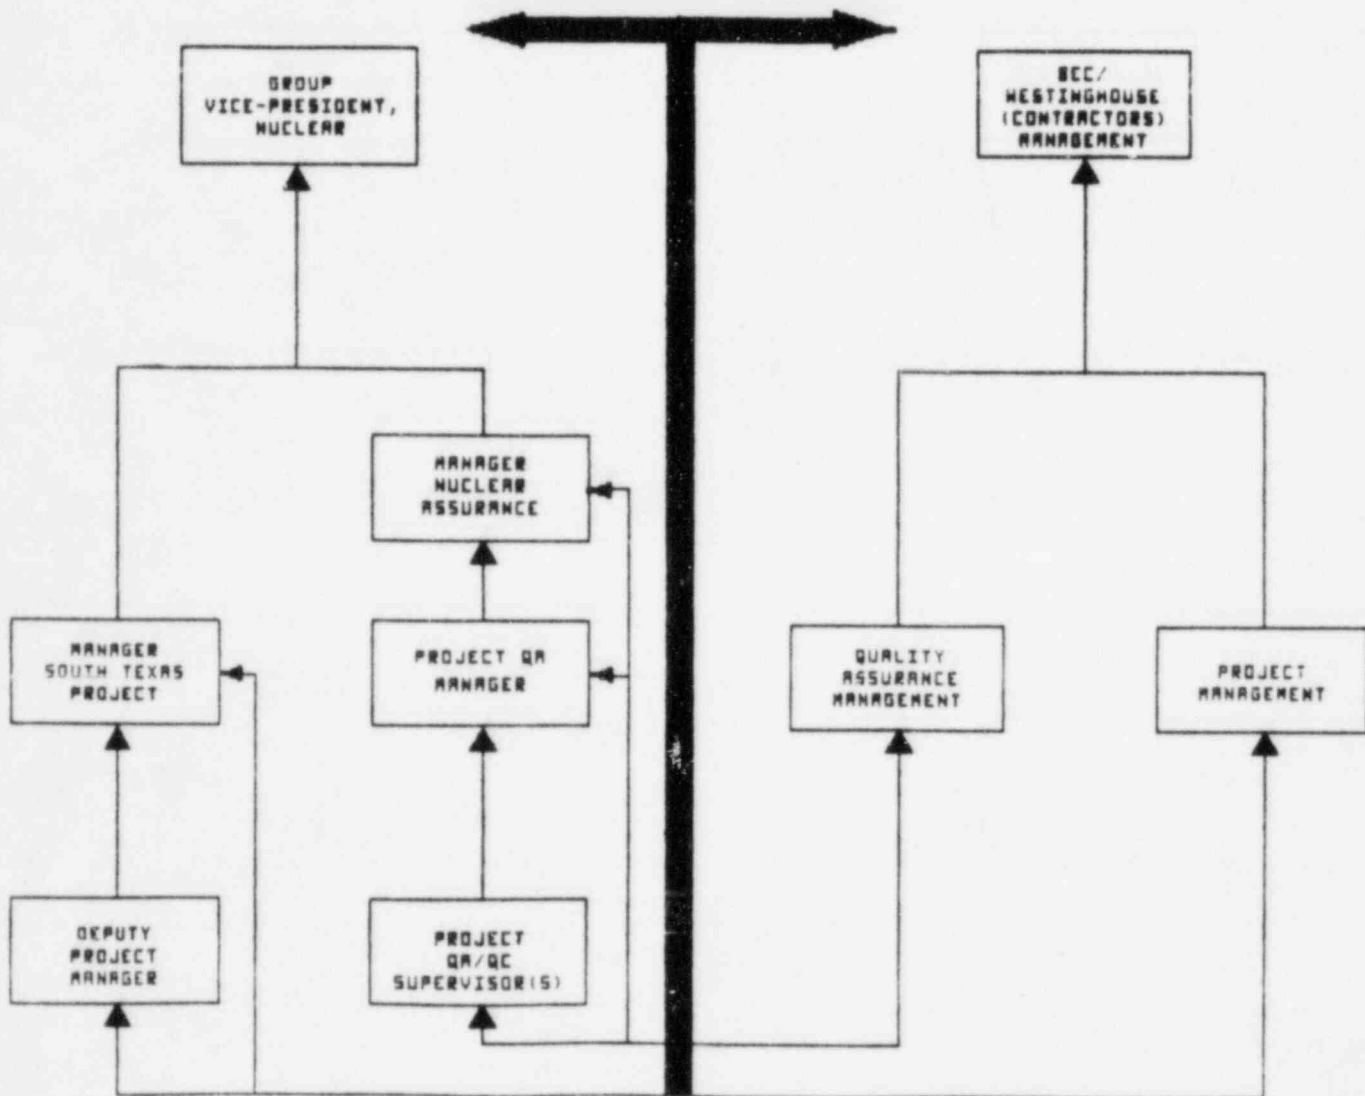 GROUP
VICE-PRESIDENT,
NUCLEAR
BEC/
WESTINGHOUSE
(CONTRACTORS)
MANAGEMENT
MANAGER
NUCLEAR
ASSURANCE
MANAGER
SOUTH TEXAS
PROJECT
PROJECT QA
MANAGER
QUALITY
ASSURANCE
MANAGEMENT
PROJECT
MANAGEMENT
DEPUTY
PROJECT
MANAGER
PROJECT
QA/QC
SUPERVISOR(S)